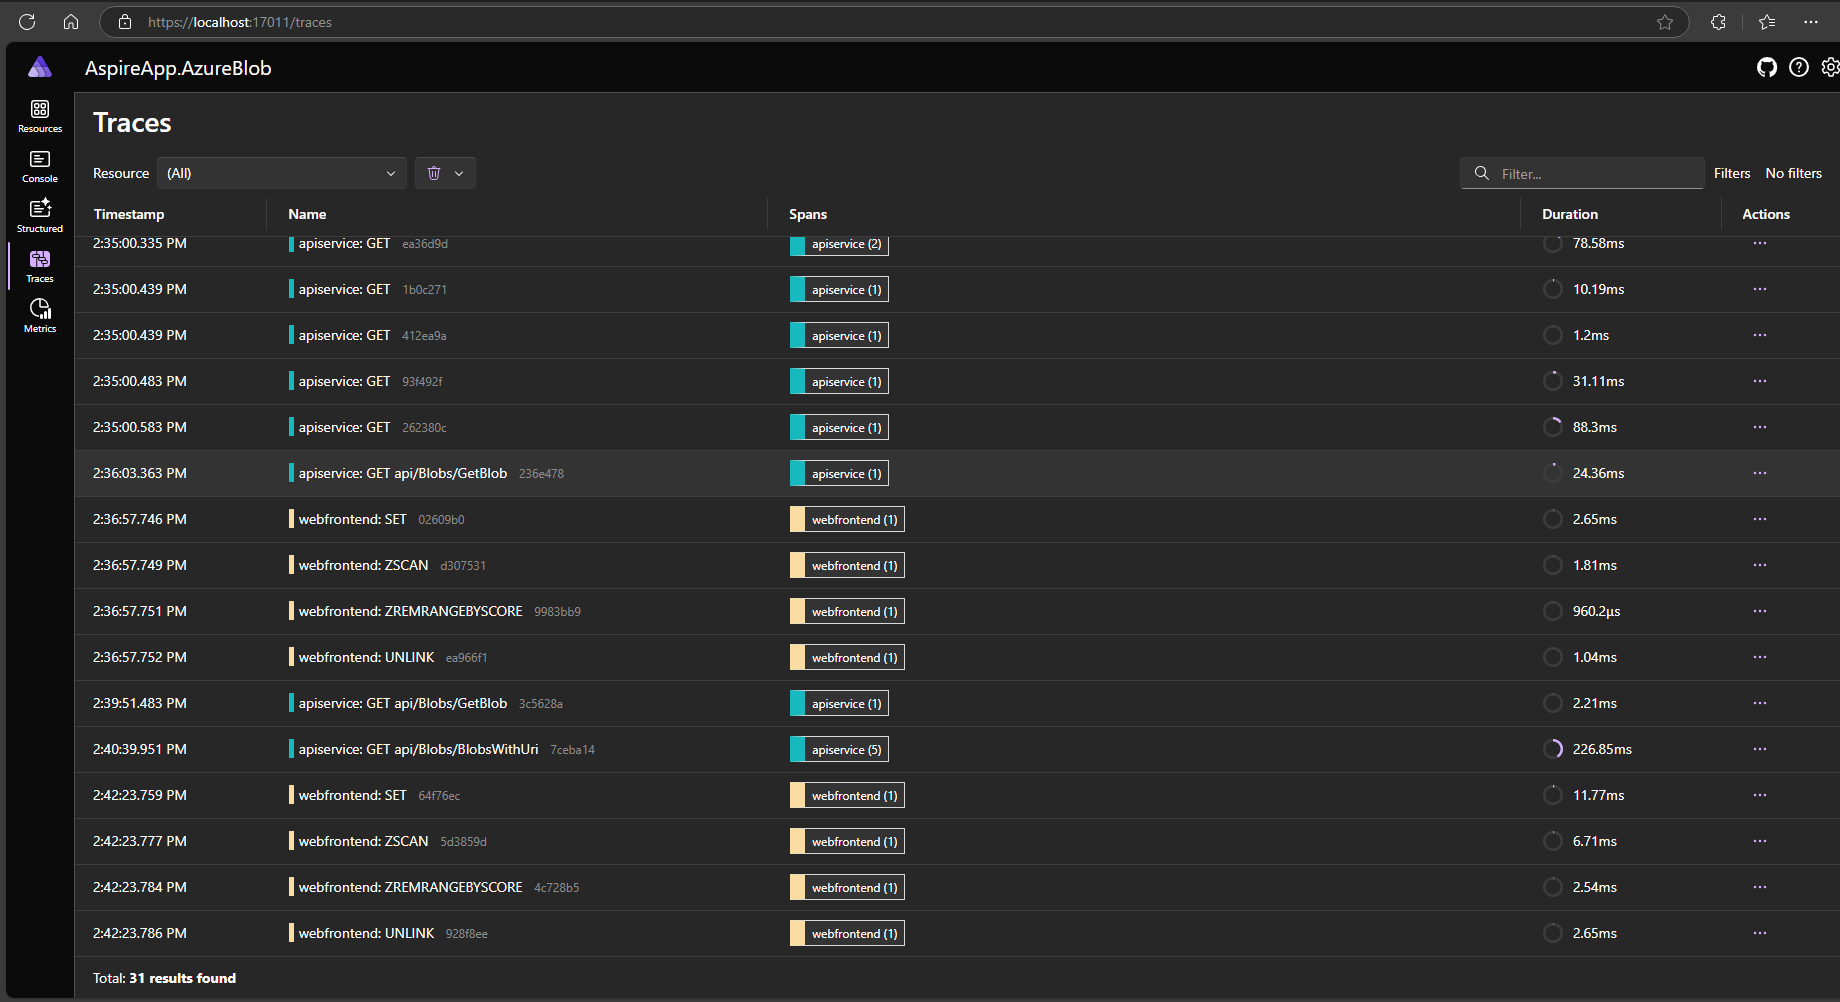 https://localhost:17011/traces
AspireApp.AzureBlob
Resources
Console
Structured
Traces
Metrics
Traces
Resource (All) Filter... Filters No filters
Timestamp Name Spans Duration Actions
2:35:00.335 PM apiservice: GET ea36d9d apiservice (2) 78.58ms ...
2:35:00.439 PM apiservice: GET 1b0c271 apiservice (1) 10.19ms ...
2:35:00.439 PM apiservice: GET 412ea9a apiservice (1) 1.2ms ...
2:35:00.483 PM apiservice: GET 93f492f apiservice (1) 31.11ms ...
2:35:00.583 PM apiservice: GET 262380c apiservice (1) 88.3ms ...
2:36:03.363 PM apiservice: GET api/Blobs/GetBlob 236e478 apiservice (1) 24.36ms ...
2:36:57.746 PM webfrontend: SET 02609b0 webfrontend (1) 2.65ms ...
2:36:57.749 PM webfrontend: ZSCAN d307531 webfrontend (1) 1.81ms ...
2:36:57.751 PM webfrontend: ZREMRANGEBYSCORE 9983bb9 webfrontend (1) 960.2μs ...
2:36:57.752 PM webfrontend: UNLINK ea966f1 webfrontend (1) 1.04ms ...
2:39:51.483 PM apiservice: GET api/Blobs/GetBlob 3c5628a apiservice (1) 2.21ms ...
2:40:39.951 PM apiservice: GET api/Blobs/BlobsWithUri 7ceba14 apiservice (5) 226.85ms ...
2:42:23.759 PM webfrontend: SET 64f76ec webfrontend (1) 11.77ms ...
2:42:23.777 PM webfrontend: ZSCAN 5d3859d webfrontend (1) 6.71ms ...
2:42:23.784 PM webfrontend: ZREMRANGEBYSCORE 4c728b5 webfrontend (1) 2.54ms ...
2:42:23.786 PM webfrontend: UNLINK 928f8ee webfrontend (1) 2.65ms ...
Total: 31 results found